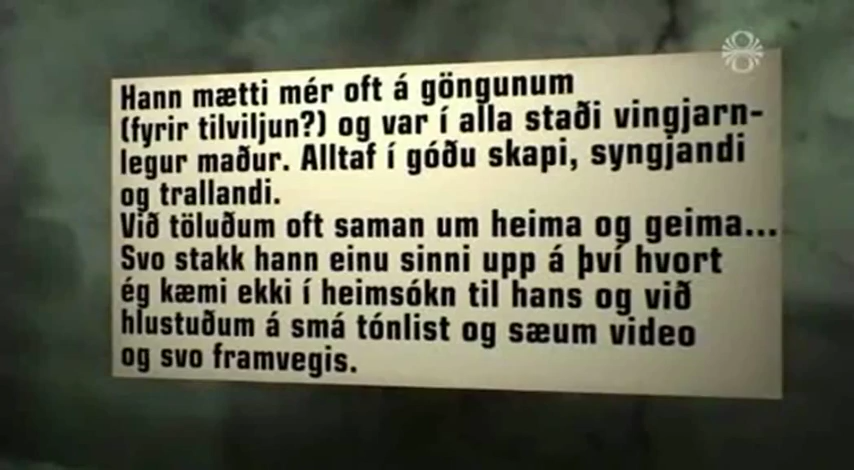 Hann mætti mér oft á göngunum
(fyrir tilviljun?) og var í alla staði vingjarn-
legur maður. Alltaf í góðu skapi, syngjandi
og trallandi.
Við töluðum oft saman um heima og geima...
Svo stakk hann einu sinni upp á því hvort
ég kæmi ekki í heimsókn til hans og við
hlustuðum á smá tónlist og sæum video
og svo framvegis.